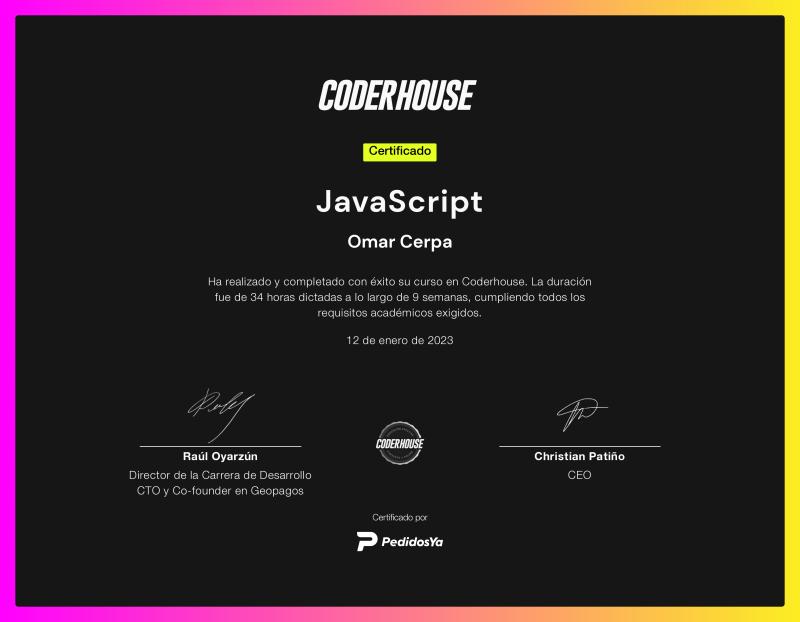 CODERHOUSE
Certificado
JavaScript
Omar Cerpa
Ha realizado y completado con éxito su curso en Coderhouse. La duración
fue de 34 horas dictadas a lo largo de 9 semanas, cumpliendo todos los
requisitos académicos exigidos.
12 de enero de 2023
Raúl Oyarzún
Director de la Carrera de Desarrollo
CTO y Co-founder en Geopagos
CODERHOUSE
Christian Patiño
CEO
Certificado por
PedidosYa